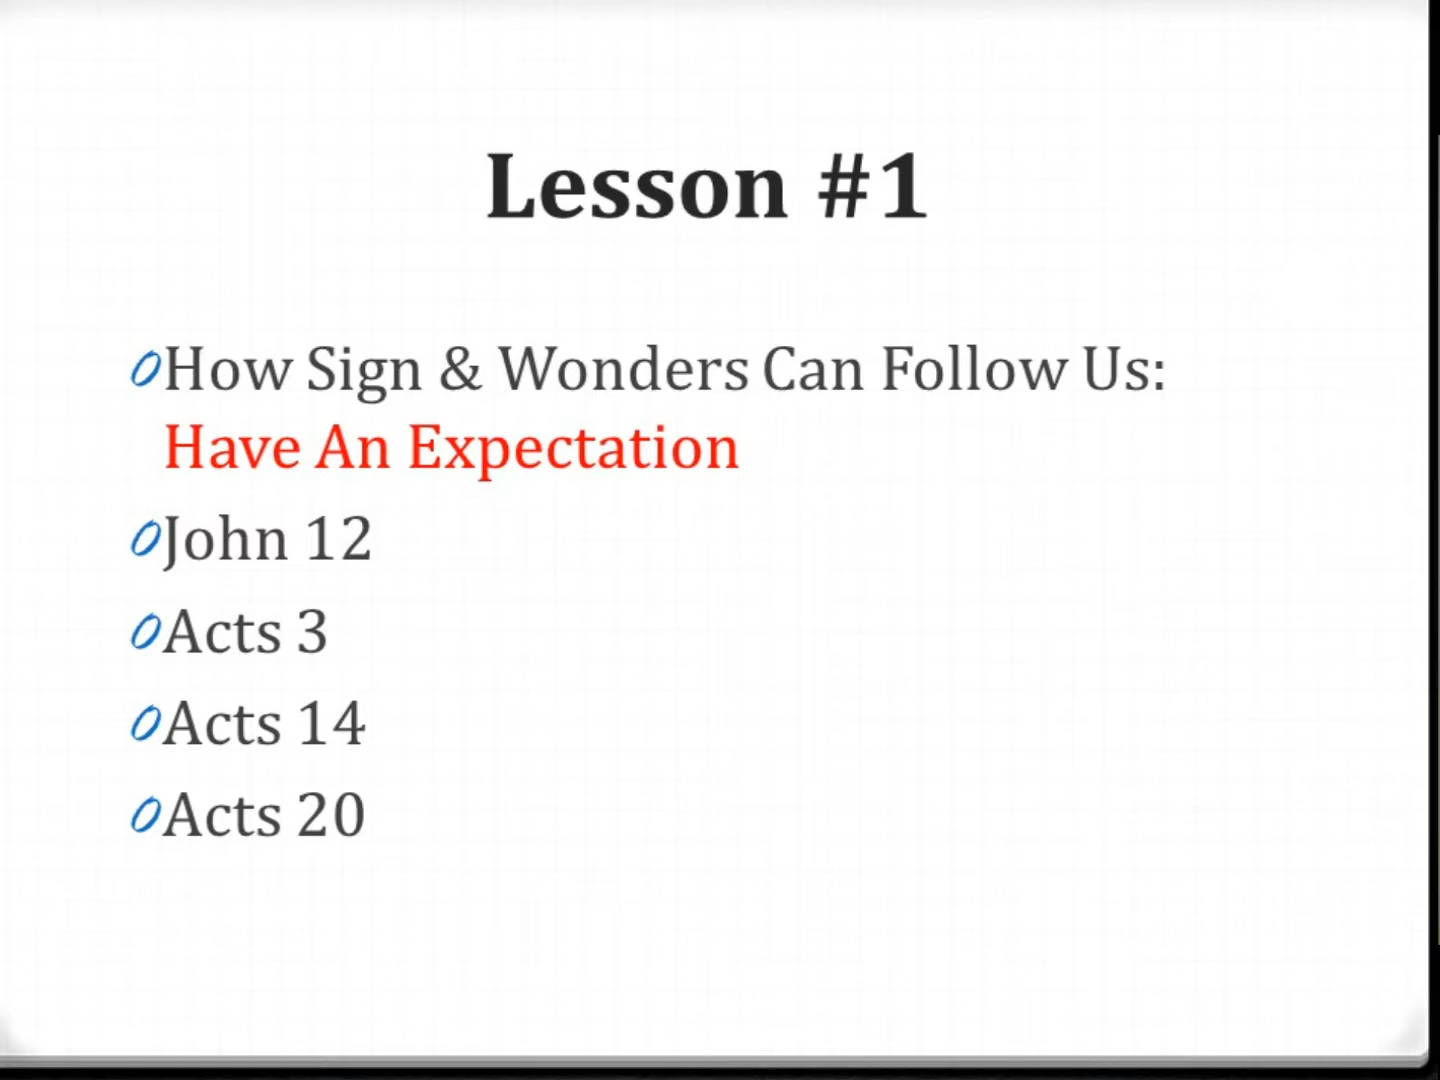 Lesson #1
How Sign & Wonders Can Follow Us:
Have An Expectation
John 12
Acts 3
Acts 14
Acts 20